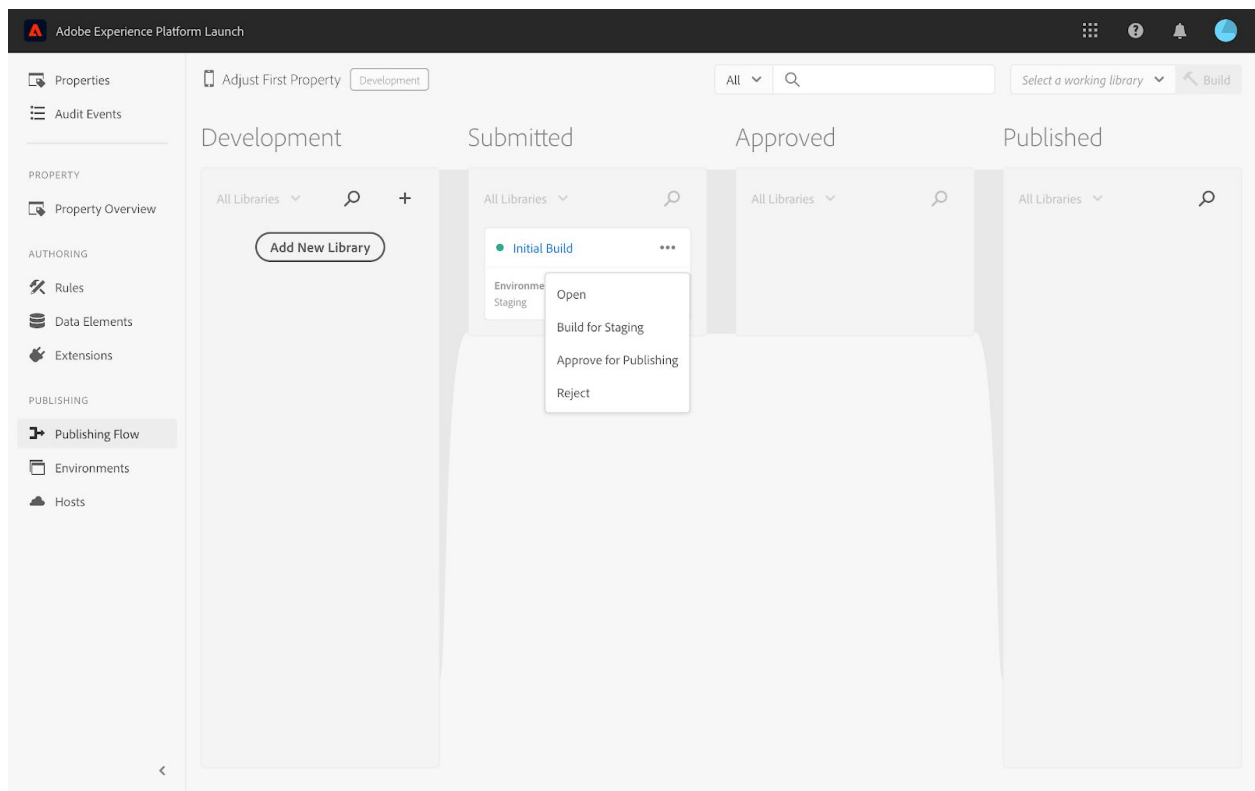 Adobe Experience Platform Launch
Properties
Audit Events
PROPERTY
Property Overview
AUTHORING
Rules
Data Elements
Extensions
PUBLISHING
Publishing Flow
Environments
Hosts
Adjust First Property Development
All
Select a working library
Build
Development
Submitted
Approved
Published
All Libraries
Add New Library
All Libraries
Initial Build
Environme
Staging
Open
Build for Staging
Approve for Publishing
Reject
All Libraries
All Libraries